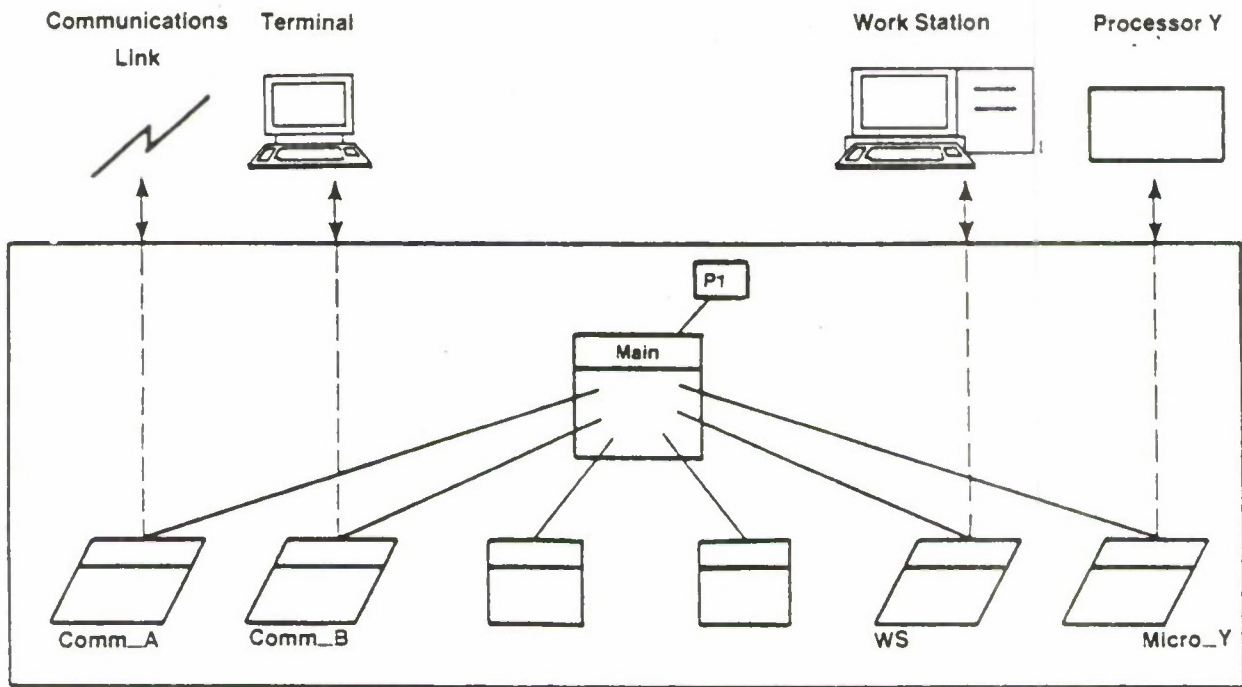 Communications
Link
Terminal
Work Station
Processor Y
P1
Main
Comm_A
Comm_B
WS
Micro_Y